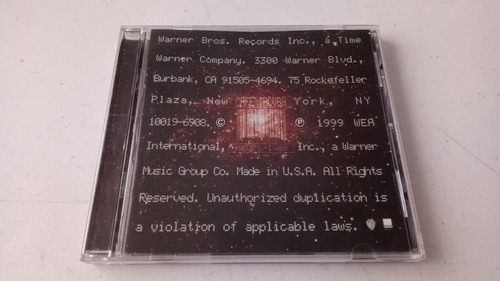 Warner Bros. Records Inc., a Time
Warner Company. 3300 Warner Blvd.,
Burbank, CA 91505-4694. 75 Rockefeller
Plaza, New CAFE TACUBA York, NY
10019-6908. © ℗ 1999 WEA
International, Inc., a Warner
Music Group Co. Made in U.S.A. All Rights
Reserved. Unauthorized duplication is
a violation of applicable laws.